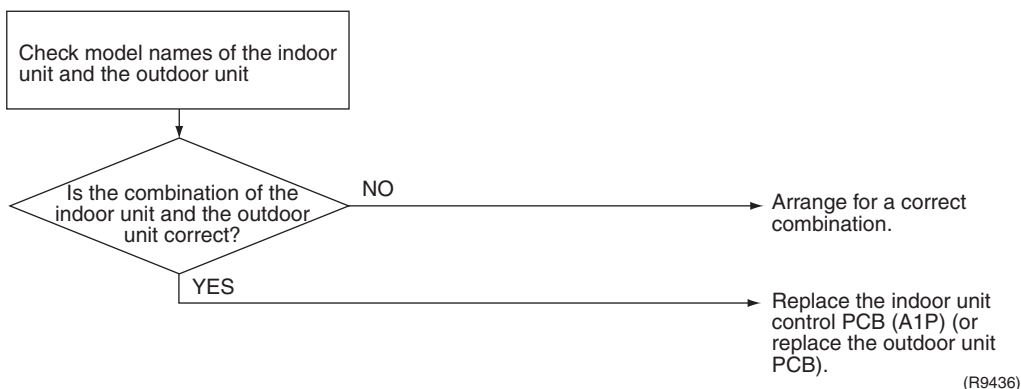 Check model names of the indoor
unit and the outdoor unit
Is the combination of the
indoor unit and the outdoor
unit correct?
NO
Arrange for a correct
combination.
YES
Replace the indoor unit
control PCB (A1P) (or
replace the outdoor unit
PCB).
(R9436)